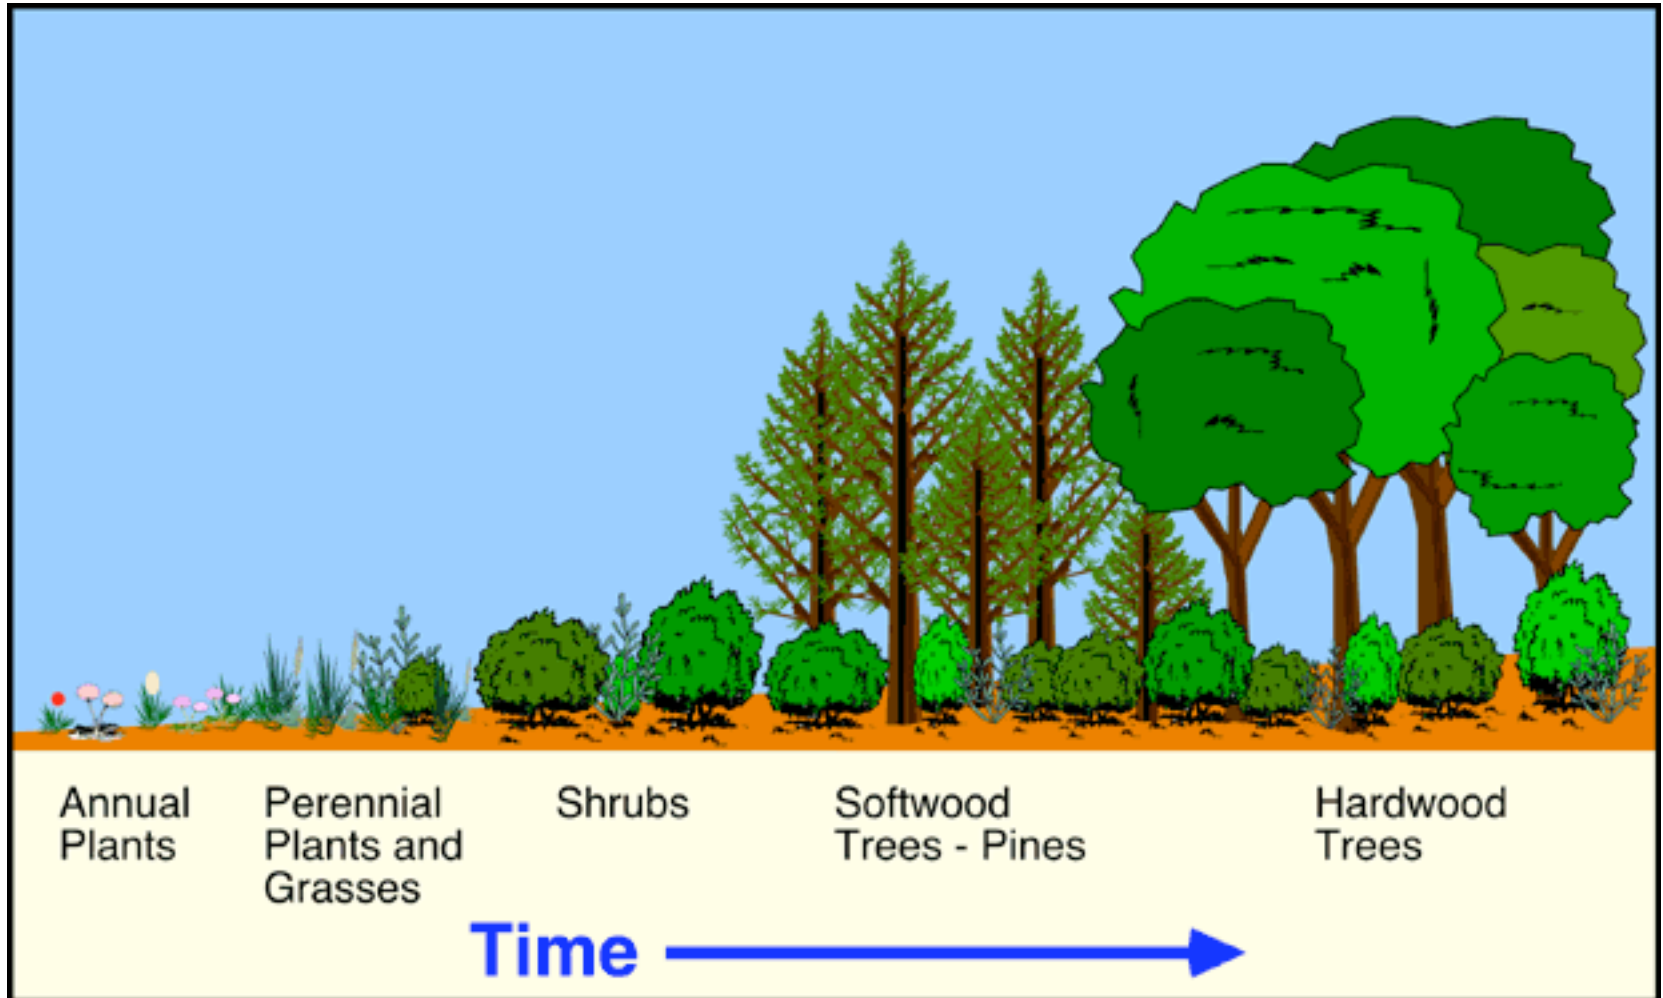 Annual
Plants
Perennial
Plants and
Grasses
Shrubs
Softwood
Trees - Pines
Hardwood
Trees
Time